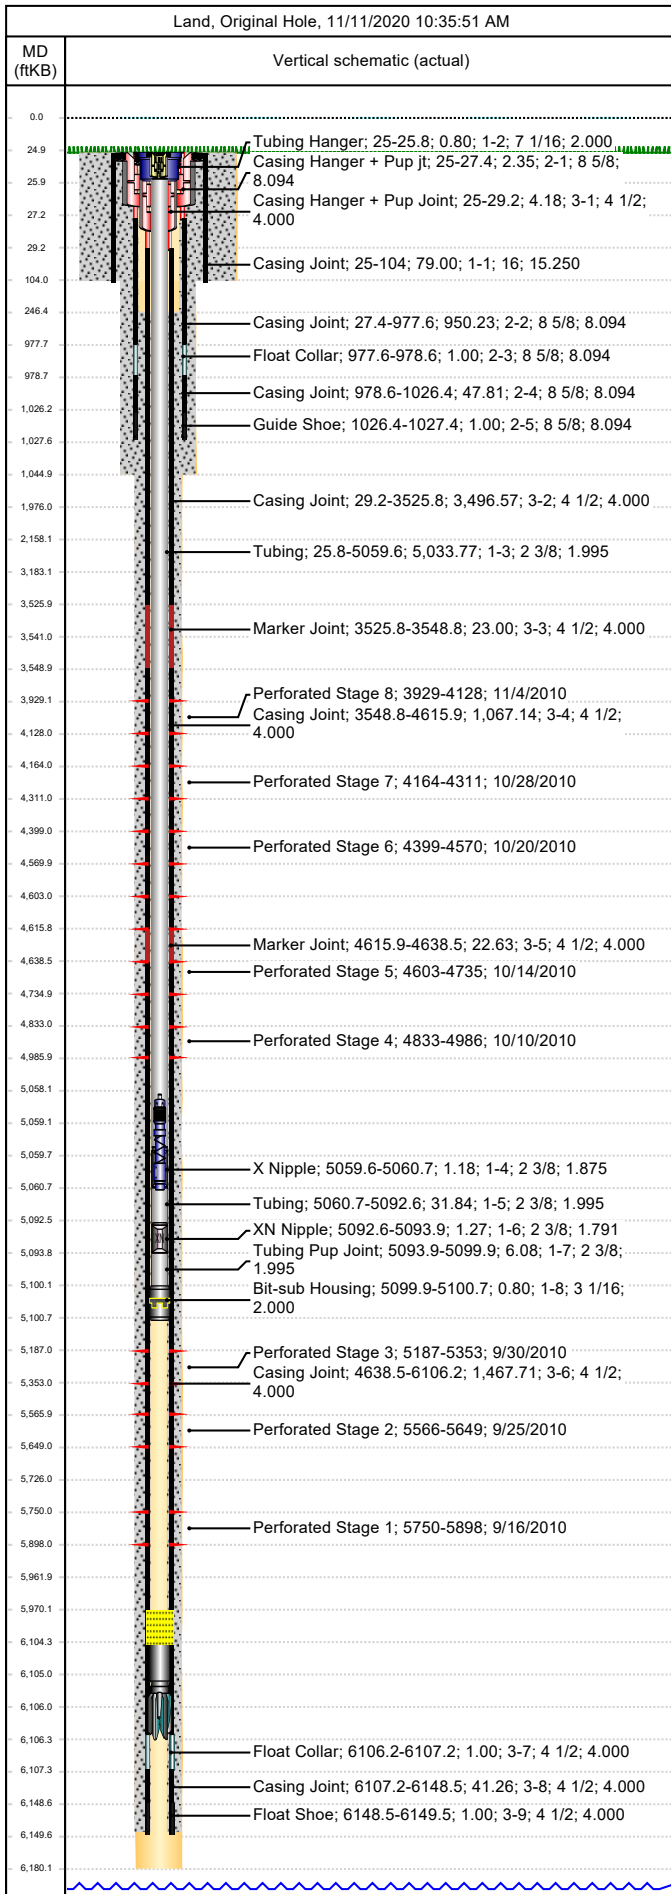 Land, Original Hole, 11/11/2020 10:35:51 AM
MD
(ftKB)
Vertical schematic (actual)
0.0
24.9
25.9
27.2
29.2
104.0
246.4
977.7
978.7
1,026.2
1,027.6
1,044.9
1,976.0
2,158.1
3,183.1
3,525.9
3,541.0
3,548.9
3,929.1
4,128.0
4,164.0
4,311.0
4,399.0
4,569.9
4,603.0
4,615.8
4,638.5
4,734.9
4,833.0
4,985.9
5,058.1
5,059.1
5,059.7
5,060.7
5,092.5
5,093.8
5,100.1
5,100.7
5,187.0
5,353.0
5,565.9
5,649.0
5,726.0
5,750.0
5,898.0
5,961.9
5,970.1
6,104.3
6,105.0
6,106.0
6,106.3
6,107.3
6,148.6
6,149.6
6,180.1
Tubing Hanger; 25-25.8; 0.80; 1-2; 7 1/16; 2.000
Casing Hanger + Pup jt; 25-27.4; 2.35; 2-1; 8 5/8;
8.094
Casing Hanger + Pup Joint; 25-29.2; 4.18; 3-1; 4 1/2;
4.000
Casing Joint; 25-104; 79.00; 1-1; 16; 15.250
Casing Joint; 27.4-977.6; 950.23; 2-2; 8 5/8; 8.094
Float Collar; 977.6-978.6; 1.00; 2-3; 8 5/8; 8.094
Casing Joint; 978.6-1026.4; 47.81; 2-4; 8 5/8; 8.094
Guide Shoe; 1026.4-1027.4; 1.00; 2-5; 8 5/8; 8.094
Casing Joint; 29.2-3525.8; 3,496.57; 3-2; 4 1/2; 4.000
Tubing; 25.8-5059.6; 5,033.77; 1-3; 2 3/8; 1.995
Marker Joint; 3525.8-3548.8; 23.00; 3-3; 4 1/2; 4.000
Perforated Stage 8; 3929-4128; 11/4/2010
Casing Joint; 3548.8-4615.9; 1,067.14; 3-4; 4 1/2;
4.000
Perforated Stage 7; 4164-4311; 10/28/2010
Perforated Stage 6; 4399-4570; 10/20/2010
Marker Joint; 4615.9-4638.5; 22.63; 3-5; 4 1/2; 4.000
Perforated Stage 5; 4603-4735; 10/14/2010
Perforated Stage 4; 4833-4986; 10/10/2010
X Nipple; 5059.6-5060.7; 1.18; 1-4; 2 3/8; 1.875
Tubing; 5060.7-5092.6; 31.84; 1-5; 2 3/8; 1.995
XN
XN Nipple; 5092.6-5093.9; 1.27; 1-6; 2 3/8; 1.791
Tubing Pup Joint; 5093.9-5099.9; 6.08; 1-7; 2 3/8;
1.995
Bit-sub Housing; 5099.9-5100.7; 0.80; 1-8; 3 1/16;
2.000
Perforated Stage 3; 5187-5353; 9/30/2010
Casing Joint; 4638.5-6106.2; 1,467.71; 3-6; 4 1/2;
4.000
Perforated Stage 2; 5566-5649; 9/25/2010
Perforated Stage 1; 5750-5898; 9/16/2010
Float Collar; 6106.2-6107.2; 1.00; 3-7; 4 1/2; 4.000
Casing Joint; 6107.2-6148.5; 41.26; 3-8; 4 1/2; 4.000
Float Shoe; 6148.5-6149.5; 1.00; 3-9; 4 1/2; 4.000